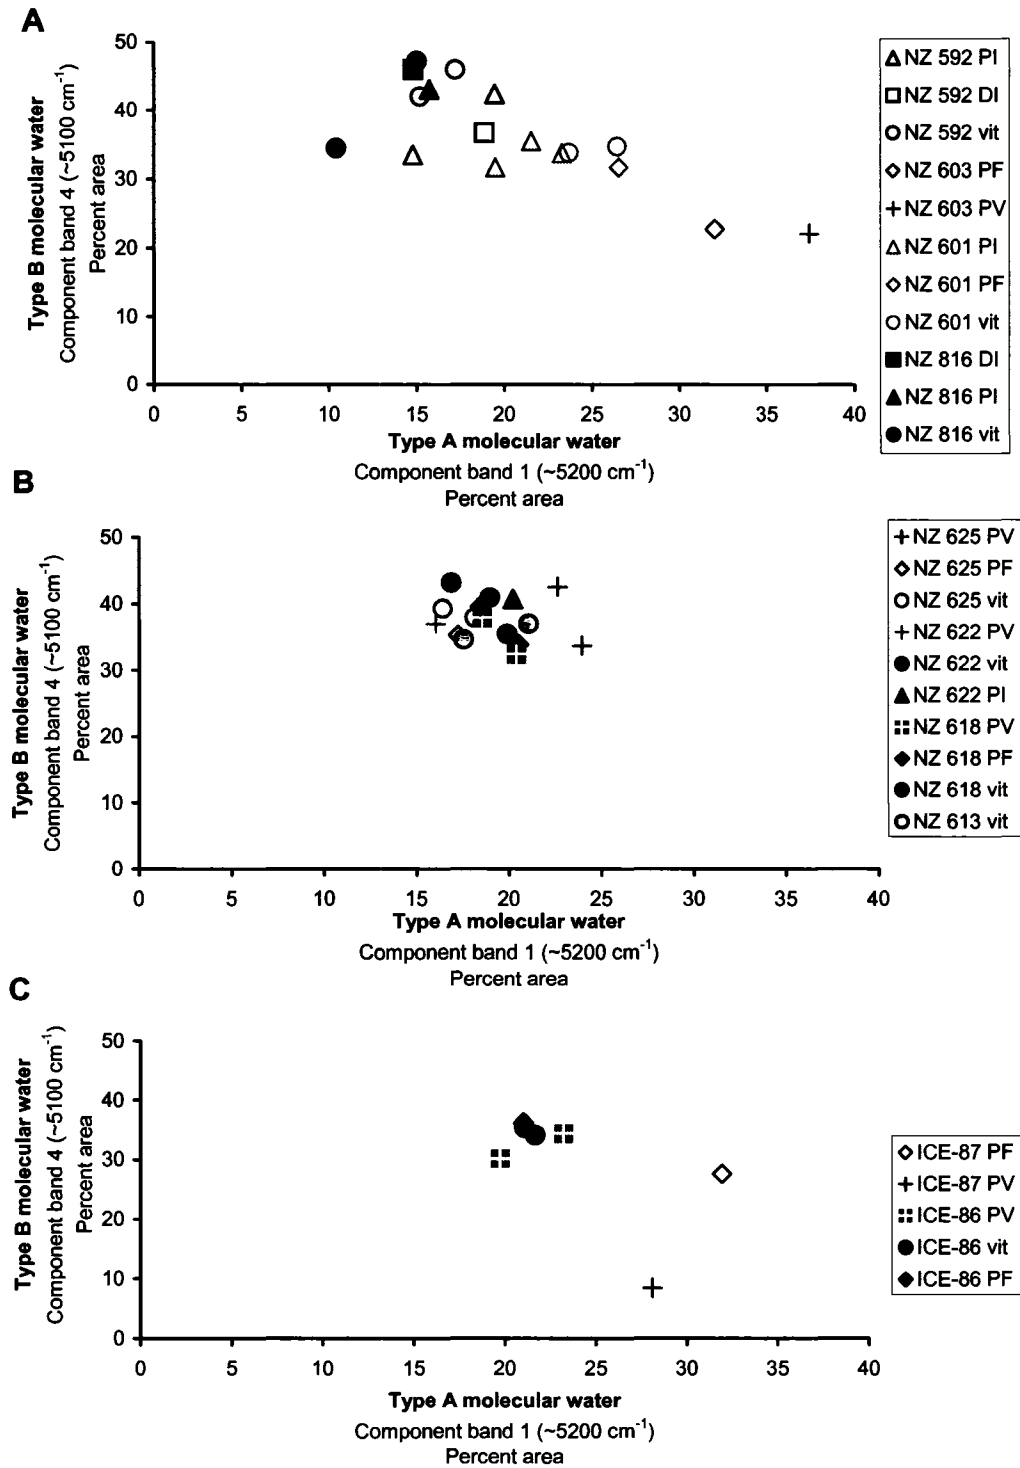 A
Type B molecular water
Component band 4 (~5100 cm⁻¹)
Percent area
50
40
30
20
10
0
0 5 10 15 20 25 30 35 40
Type A molecular water
Component band 1 (~5200 cm⁻¹)
Percent area
NZ 592 PI
NZ 592 DI
NZ 592 vit
NZ 603 PF
NZ 603 PV
NZ 601 PI
NZ 601 PF
NZ 601 vit
NZ 816 DI
NZ 816 PI
NZ 816 vit
B
Type B molecular water
Component band 4 (~5100 cm⁻¹)
Percent area
50
40
30
20
10
0
0 5 10 15 20 25 30 35 40
Type A molecular water
Component band 1 (~5200 cm⁻¹)
Percent area
NZ 625 PV
NZ 625 PF
NZ 625 vit
NZ 622 PV
NZ 622 vit
NZ 622 PI
NZ 618 PV
NZ 618 PF
NZ 618 vit
NZ 613 vit
C
Type B molecular water
Component band 4 (~5100 cm⁻¹)
Percent area
50
40
30
20
10
0
0 5 10 15 20 25 30 35 40
Type A molecular water
Component band 1 (~5200 cm⁻¹)
Percent area
ICE-87 PF
ICE-87 PV
ICE-86 PV
ICE-86 vit
ICE-86 PF